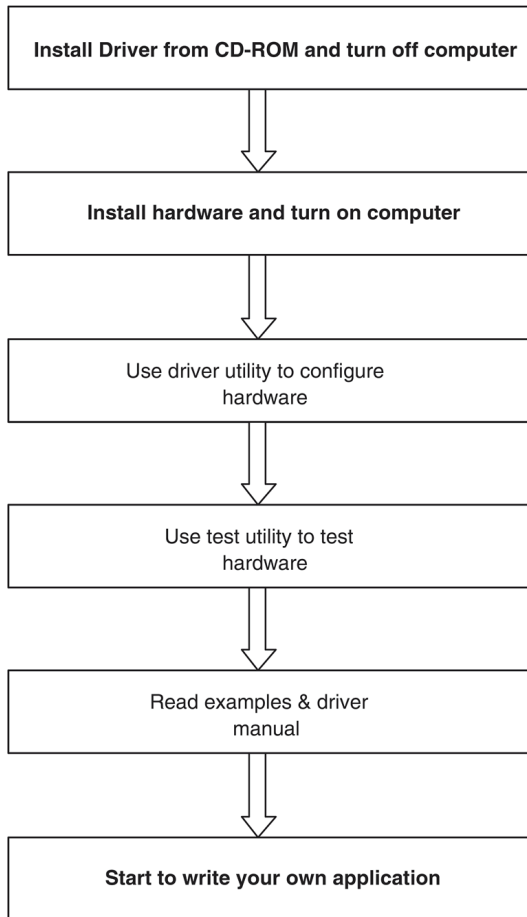 Install Driver from CD-ROM and turn off computer
Install hardware and turn on computer
Use driver utility to configure
hardware
Use test utility to test
hardware
Read examples & driver
manual
Start to write your own application